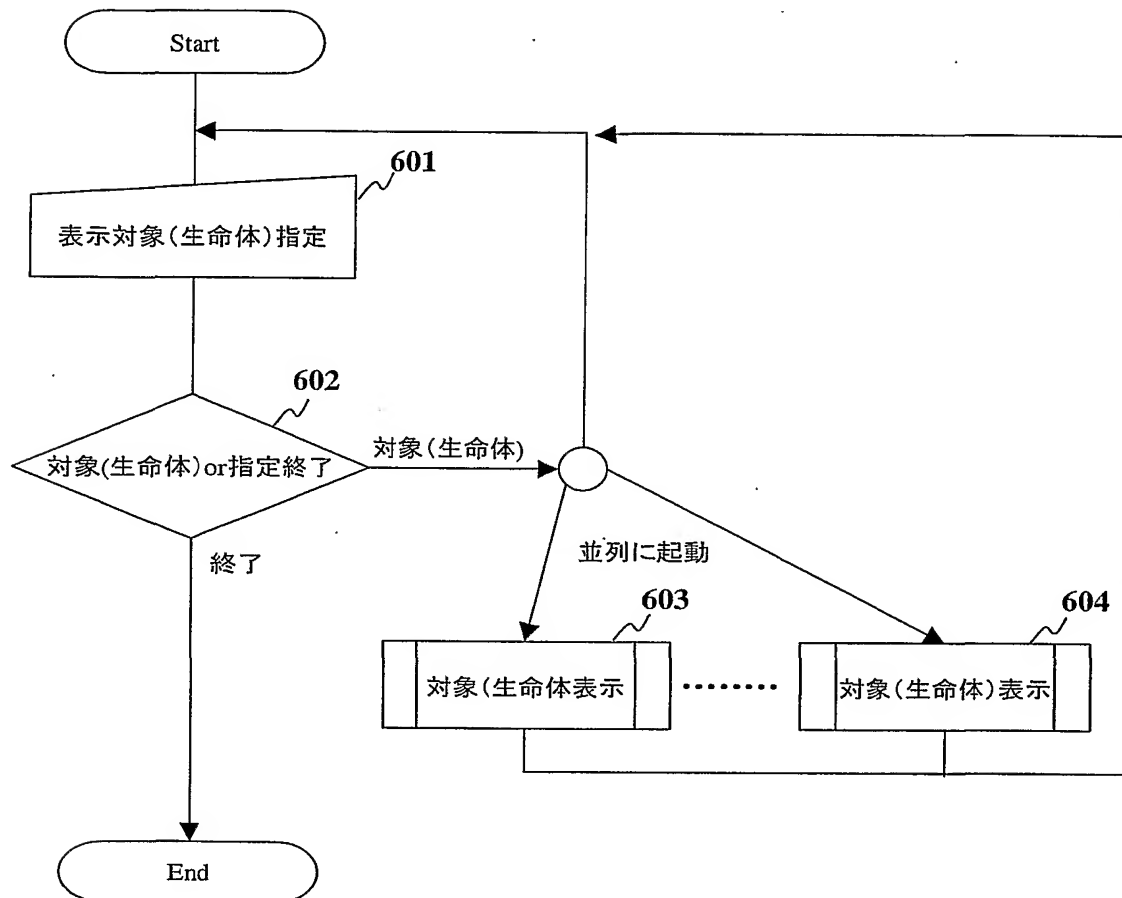 Start
601
表示対象(生命体)指定
602
対象(生命体)or指定終了
対象(生命体)
終了
並列に起動
603
604
対象(生命体表示
対象(生命体)表示
End